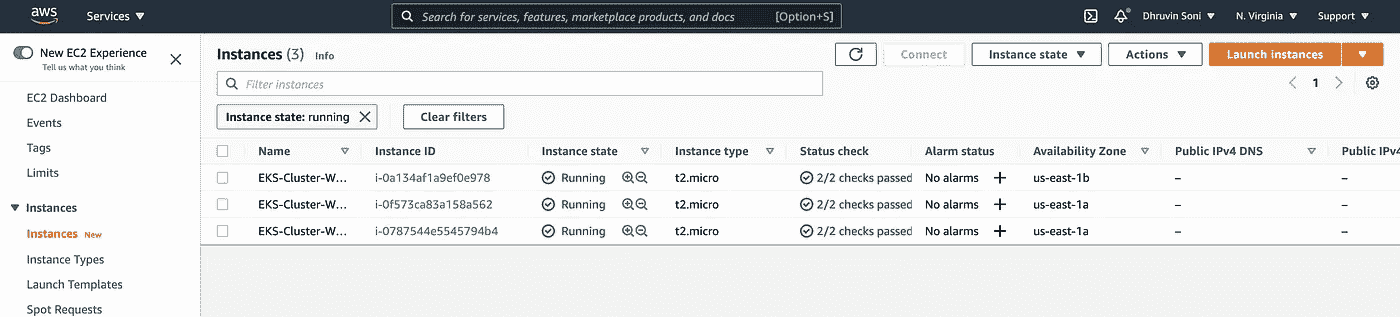 aws Services ▼ Search for services, features, marketplace products, and docs [Option+S] Dhruvin Soni ▼ N. Virginia ▼ Support ▼
New EC2 Experience
Tell us what you think
EC2 Dashboard
Events
Tags
Limits
Instances
Instances New
Instance Types
Launch Templates
Spot Requests
Instances (3) Info Connect Instance state ▼ Actions ▼ Launch instances ▼
Filter instances < 1 >
Instance state: running Clear filters
Name Instance ID Instance state Instance type Status check Alarm status Availability Zone Public IPv4 DNS Public IPv4
EKS-Cluster-W... i-0a134af1a9ef0e978 Running t2.micro 2/2 checks passed No alarms + us-east-1b – –
EKS-Cluster-W... i-0f573ca83a158a562 Running t2.micro 2/2 checks passed No alarms + us-east-1a – –
EKS-Cluster-W... i-0787544e5545794b4 Running t2.micro 2/2 checks passed No alarms + us-east-1a – –